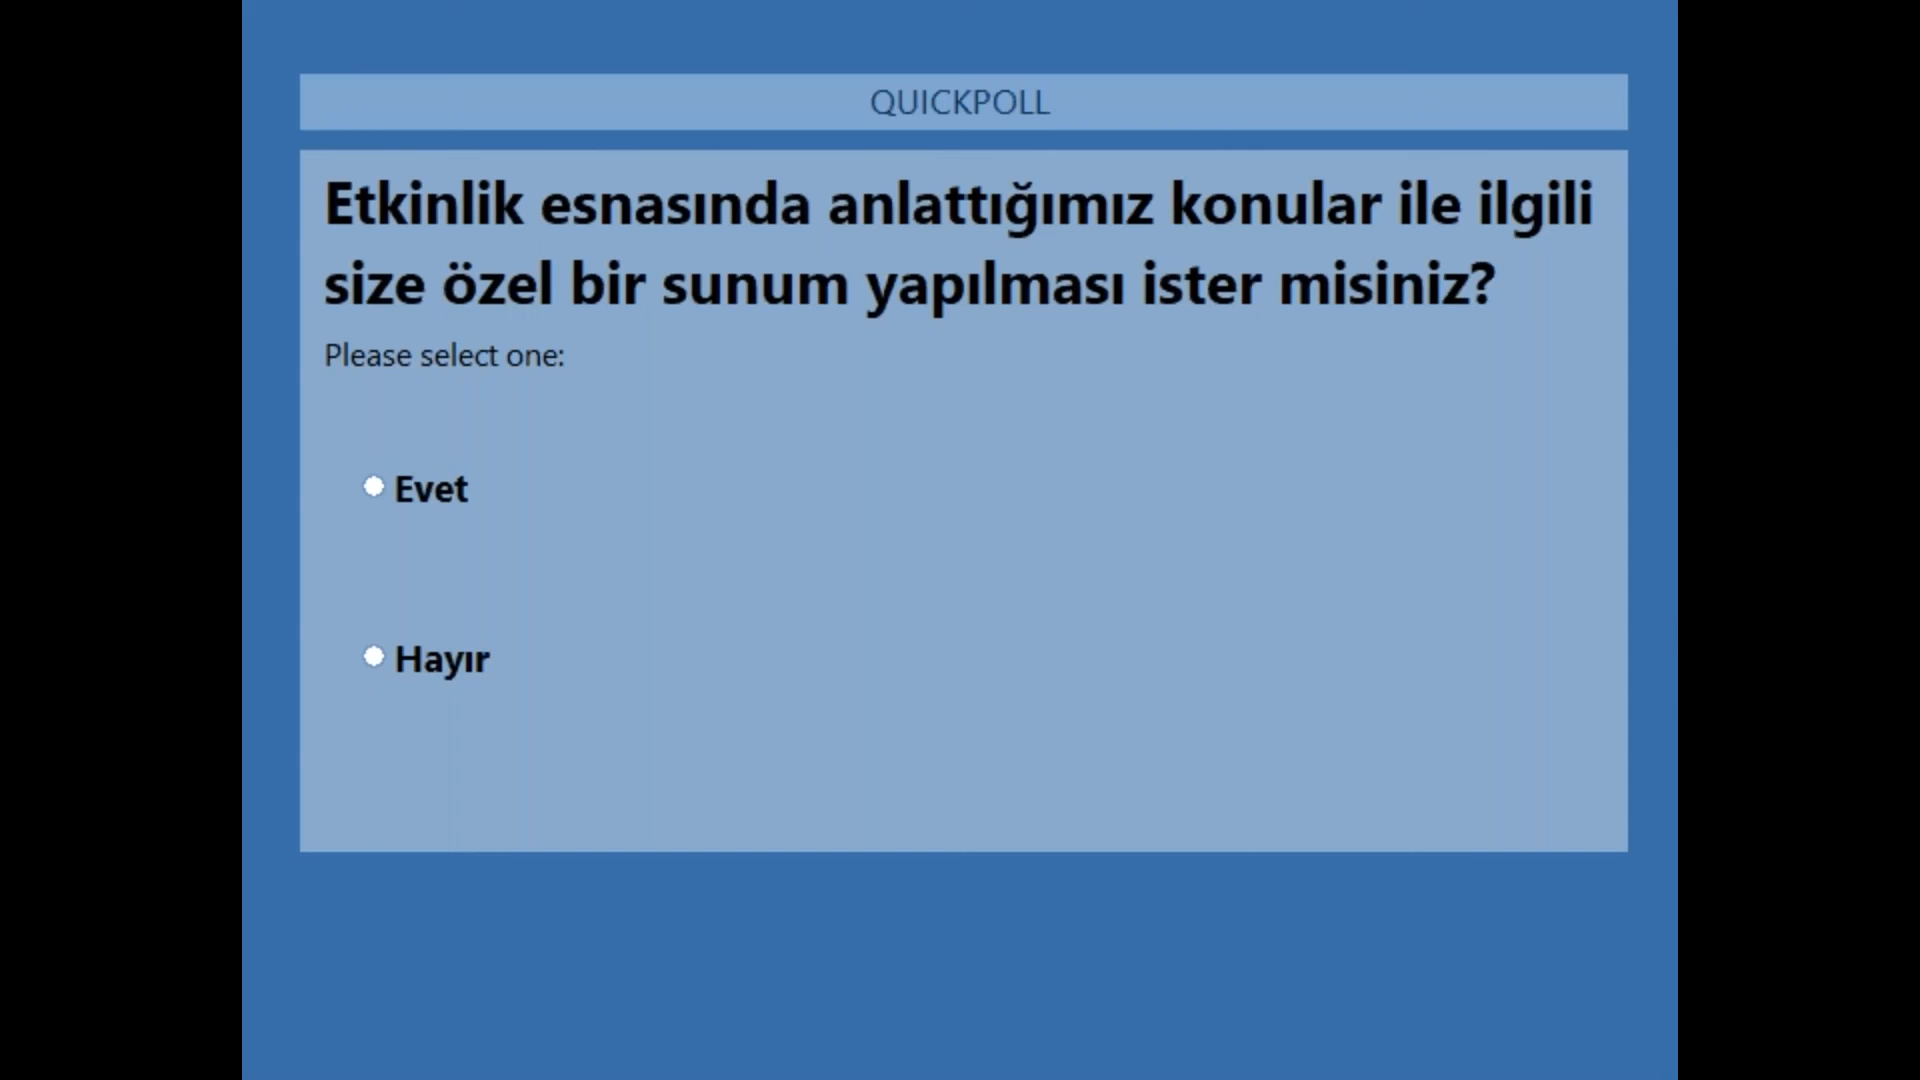 QUICKPOLL
Etkinlik esnasında anlattığımız konular ile ilgili
size özel bir sunum yapılması ister misiniz?
Please select one:
Evet
Hayır